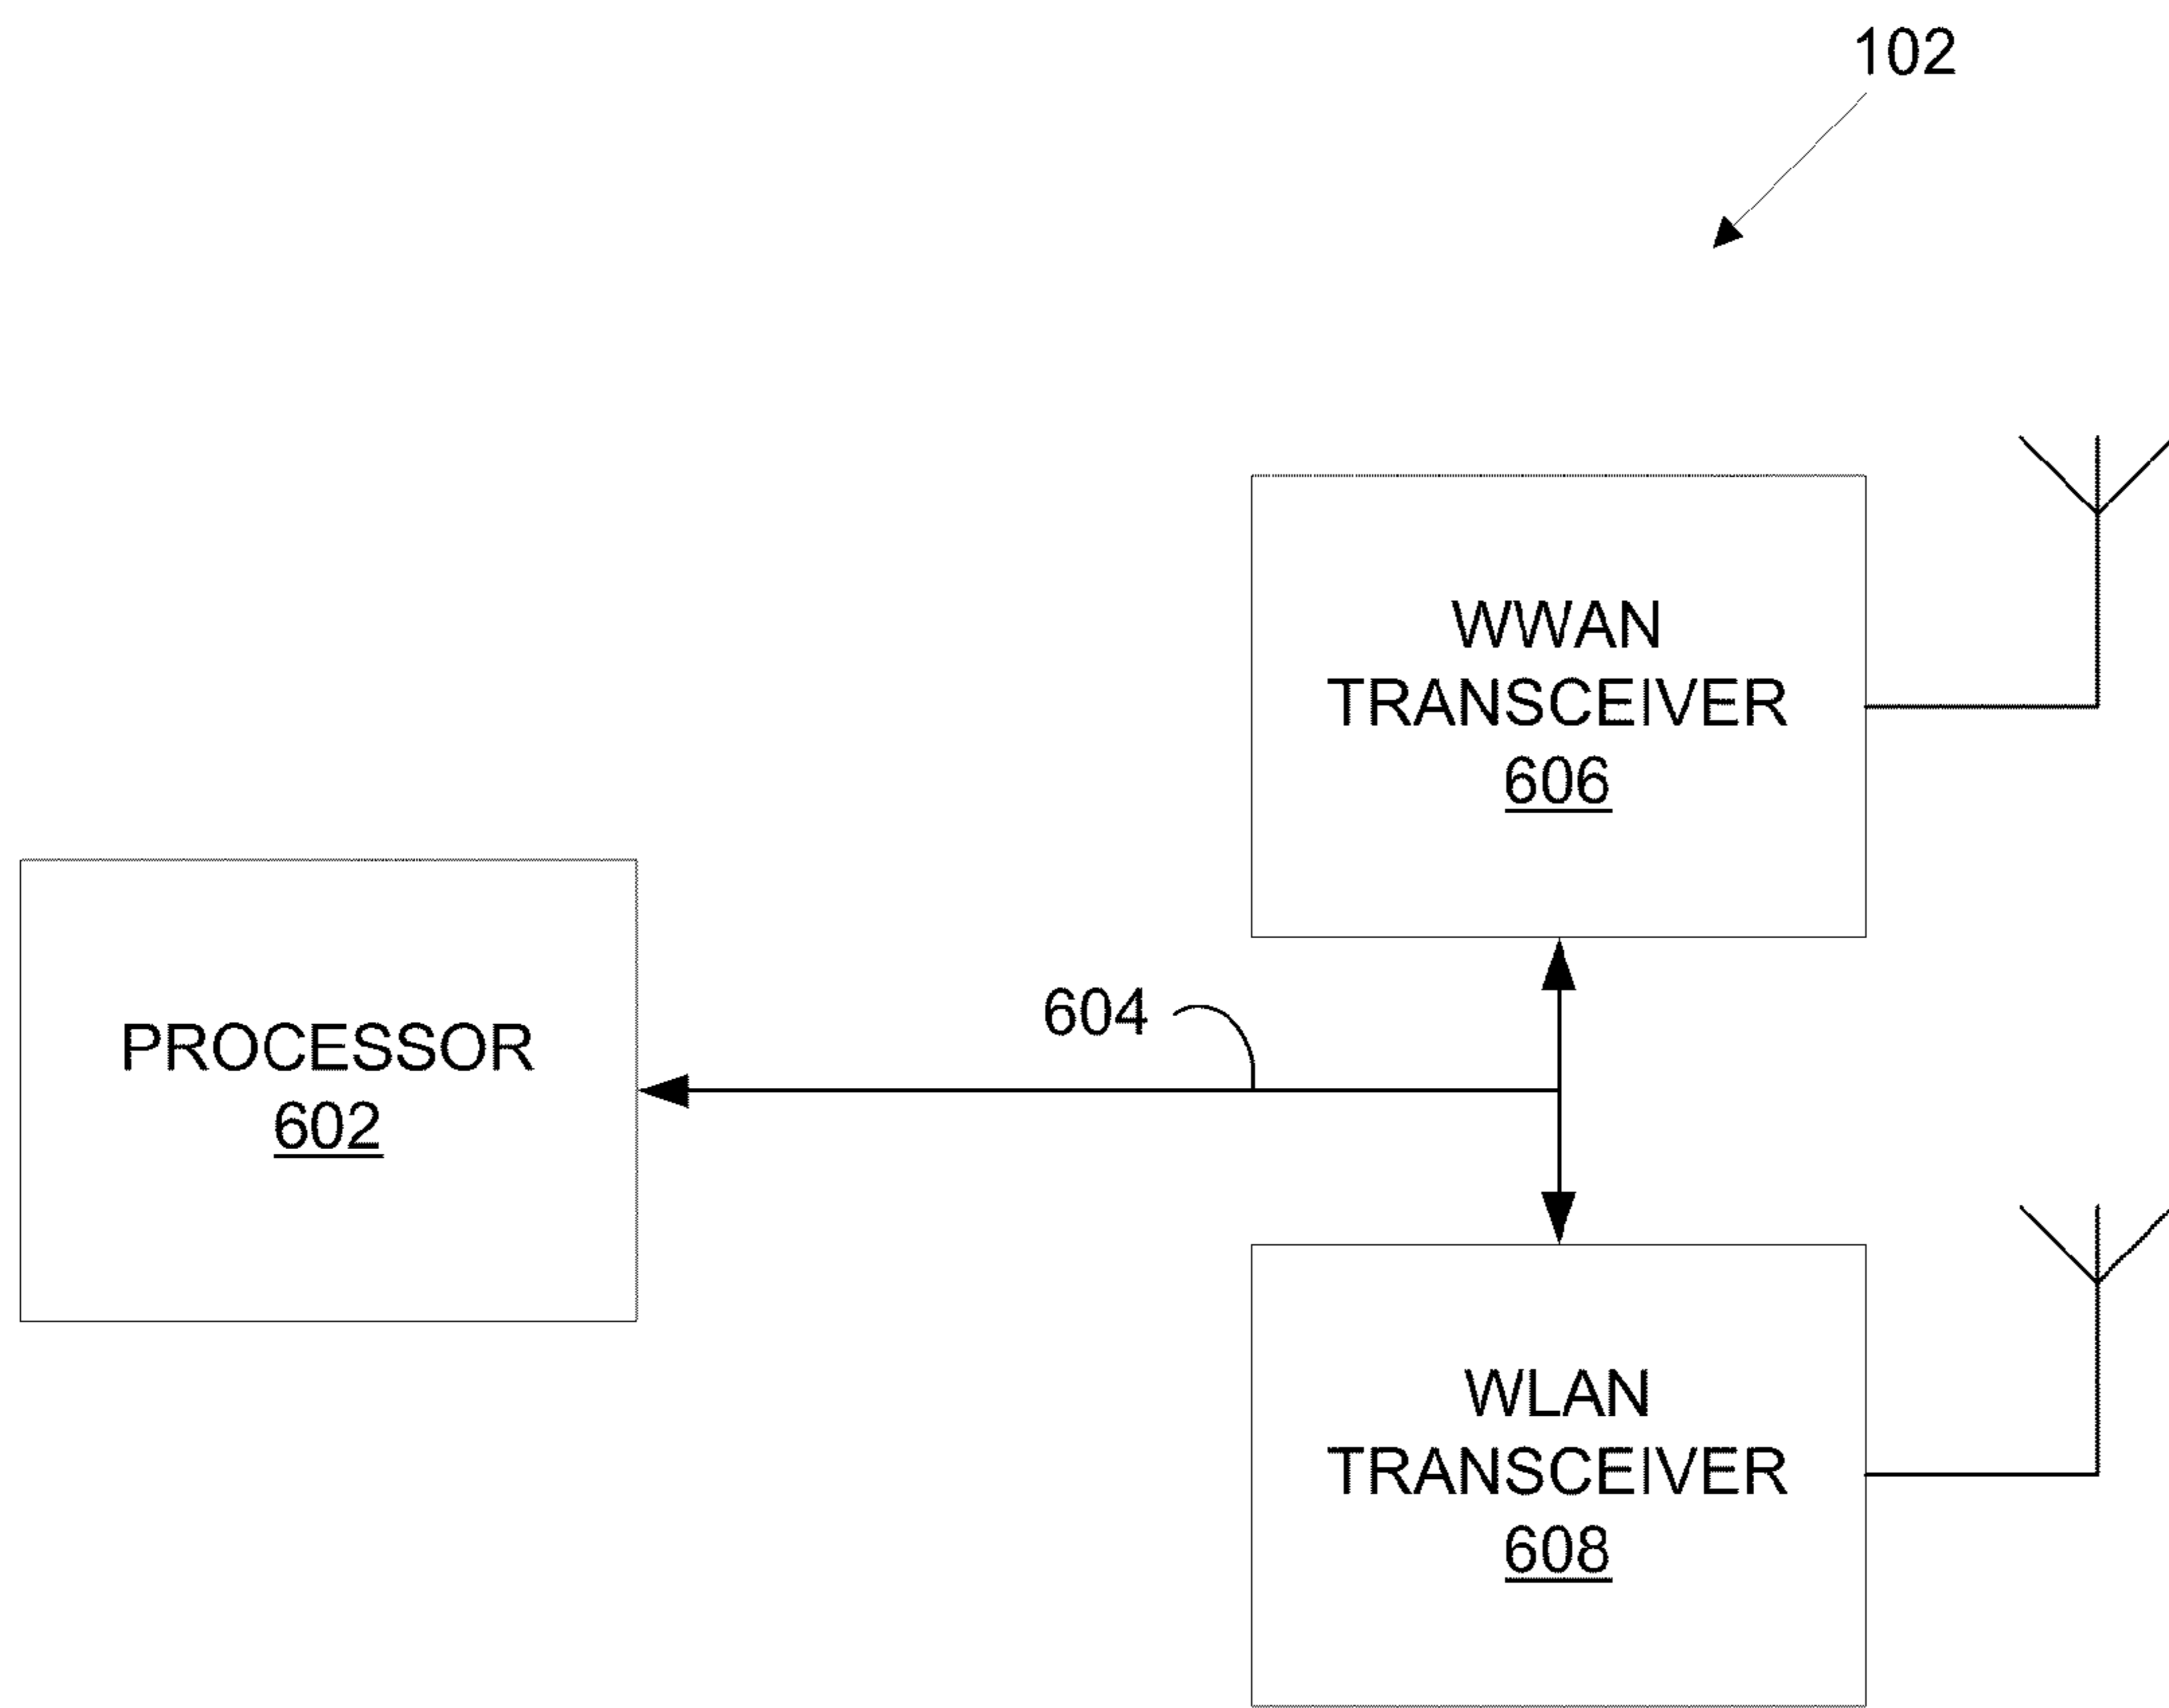 102
WWAN
TRANSCEIVER
606
604
PROCESSOR
602
WLAN
TRANSCEIVER
608